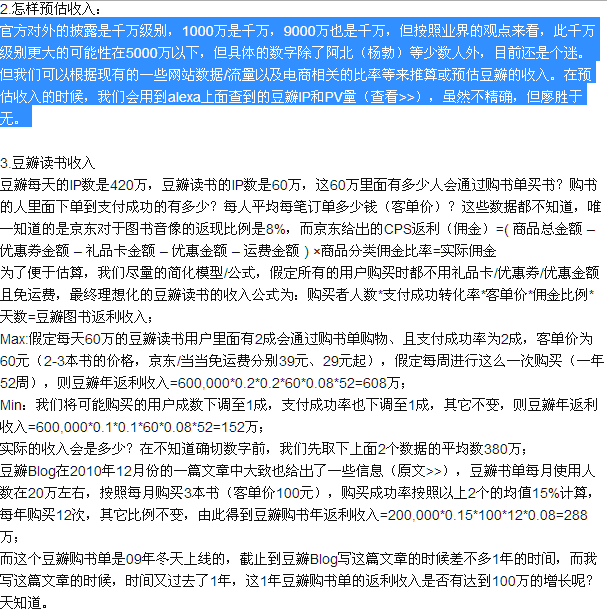 2.怎样预估收入：
官方对外的披露是千万级别，1000万是千万，9000万也是千万，但按照业界的观点来看，此千万
级别更大的可能性在5000万以下，但具体的数字除了阿北（杨勃）等少数人外，目前还是个迷。
但我们可以根据现有的一些网站数据/流量以及电商相关的比率等来推算或预估豆瓣的收入。在预
估收入的时候，我们会用到alexa上面查到的豆瓣IP和PV量（查看>>），虽然不精确，但廖胜于
无。
3.豆瓣读书收入
豆瓣每天的IP数是420万，豆瓣读书的IP数是60万，这60万里面有多少人会通过购书单买书？购书
的人里面下单到支付成功的有多少？每人平均每笔订单多少钱（客单价）？这些数据都不知道，唯
一知道的是京东对于图书音像的返现比例是8%，而京东给出的CPS返利（佣金）=( 商品总金额 –
优惠券金额 – 礼品卡金额 – 优惠金额 – 运费金额 ) ×商品分类佣金比率=实际佣金
为了便于估算，我们尽量的简化模型/公式，假定所有的用户购买时都不用礼品卡/优惠券/优惠金额
且免运费，最终理想化的豆瓣读书的收入公式为：购买者人数*支付成功转化率*客单价*佣金比例*
天数=豆瓣图书返利收入；
Max:假定每天60万的豆瓣读书用户里面有2成会通过购书单购物、且支付成功率为2成，客单价为
60元（2-3本书的价格，京东/当当免运费分别39元、29元起），假定每周进行这么一次购买（一年
52周），则豆瓣年返利收入=600,000*0.2*0.2*60*0.08*52=608万；
Min：我们将可能购买的用户成数下调至1成，支付成功率也下调至1成，其它不变，则豆瓣年返利
收入=600,000*0.1*0.1*60*0.08*52=152万；
实际的收入会是多少？在不知道确切数字前，我们先取下上面2个数据的平均数380万；
豆瓣Blog在2010年12月份的一篇文章中大致也给出了一些信息（原文>>），豆瓣书单每月使用人
数在20万左右，按照每月购买3本书（客单价100元），购买成功率按照以上2个的均值15%计算，
每年购买12次，其它比例不变，由此得到豆瓣购书年返利收入=200,000*0.15*100*12*0.08=288
万；
而这个豆瓣购书单是09年冬天上线的，截止到豆瓣Blog写这篇文章的时候差不多1年的时间，而我
写这篇文章的时候，时间又过去了1年，这1年豆瓣购书单的返利收入是否有达到100万的增长呢？
天知道。